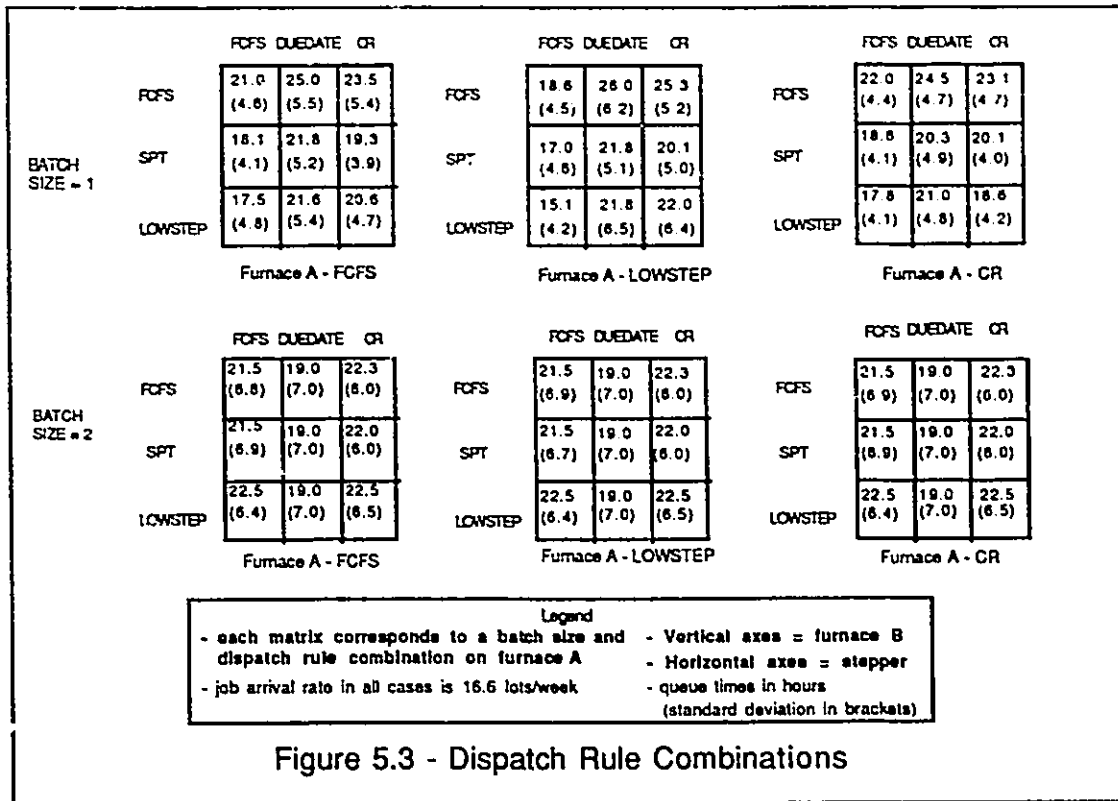 FCFS DUEDATE CR
FCFS 21.0 25.0 23.5
(4.6) (5.5) (5.4)
BATCH SIZE = 1
SPT 18.1 21.8 19.3
(4.1) (5.2) (3.9)
LOWSTEP 17.5 21.6 20.6
(4.8) (5.4) (4.7)
Furnace A - FCFS
FCFS DUEDATE CR
FCFS 18.6 26.0 25.3
(4.5) (6.2) (5.2)
SPT 17.0 21.8 20.1
(4.6) (5.1) (5.0)
LOWSTEP 15.1 21.8 22.0
(4.2) (6.5) (6.4)
Furnace A - LOWSTEP
FCFS DUEDATE CR
FCFS 22.0 24.5 23.1
(4.4) (4.7) (4.7)
SPT 18.6 20.3 20.1
(4.1) (4.9) (4.0)
LOWSTEP 17.8 21.0 18.6
(4.1) (4.8) (4.2)
Furnace A - CR
FCFS DUEDATE CR
FCFS 21.5 19.0 22.3
(6.8) (7.0) (6.0)
BATCH SIZE = 2
SPT 21.5 19.0 22.0
(6.9) (7.0) (6.0)
LOWSTEP 22.5 19.0 22.5
(6.4) (7.0) (6.5)
Furnace A - FCFS
FCFS DUEDATE CR
FCFS 21.5 19.0 22.3
(6.9) (7.0) (6.0)
SPT 21.5 19.0 22.0
(6.7) (7.0) (6.0)
LOWSTEP 22.5 19.0 22.5
(6.4) (7.0) (6.5)
Furnace A - LOWSTEP
FCFS DUEDATE CR
FCFS 21.5 19.0 22.3
(6.9) (7.0) (6.0)
SPT 21.5 19.0 22.0
(6.9) (7.0) (6.0)
LOWSTEP 22.5 19.0 22.5
(6.4) (7.0) (6.5)
Furnace A - CR
Legend
- each matrix corresponds to a batch size and
dispatch rule combination on furnace A
- job arrival rate in all cases is 16.6 lots/week
- Vertical axes = furnace B
- Horizontal axes = stepper
- queue times in hours
(standard deviation in brackets)
Figure 5.3 - Dispatch Rule Combinations